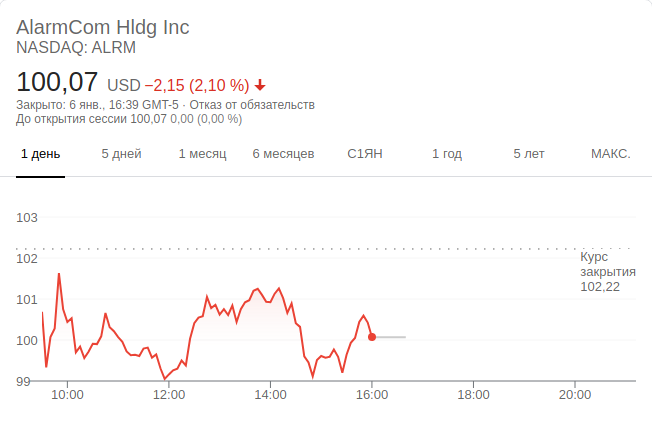 AlarmCom Hldg Inc
NASDAQ: ALRM
100,07 USD −2,15 (2,10 %)
Закрыто: 6 янв., 16:39 GMT-5 · Отказ от обязательств
До открытия сессии 100,07 0,00 (0,00 %)
1 день 5 дней 1 месяц 6 месяцев С1ЯН 1 год 5 лет МАКС.
103
102
101
100
99
Курс
закрытия
102,22
10:00 12:00 14:00 16:00 18:00 20:00